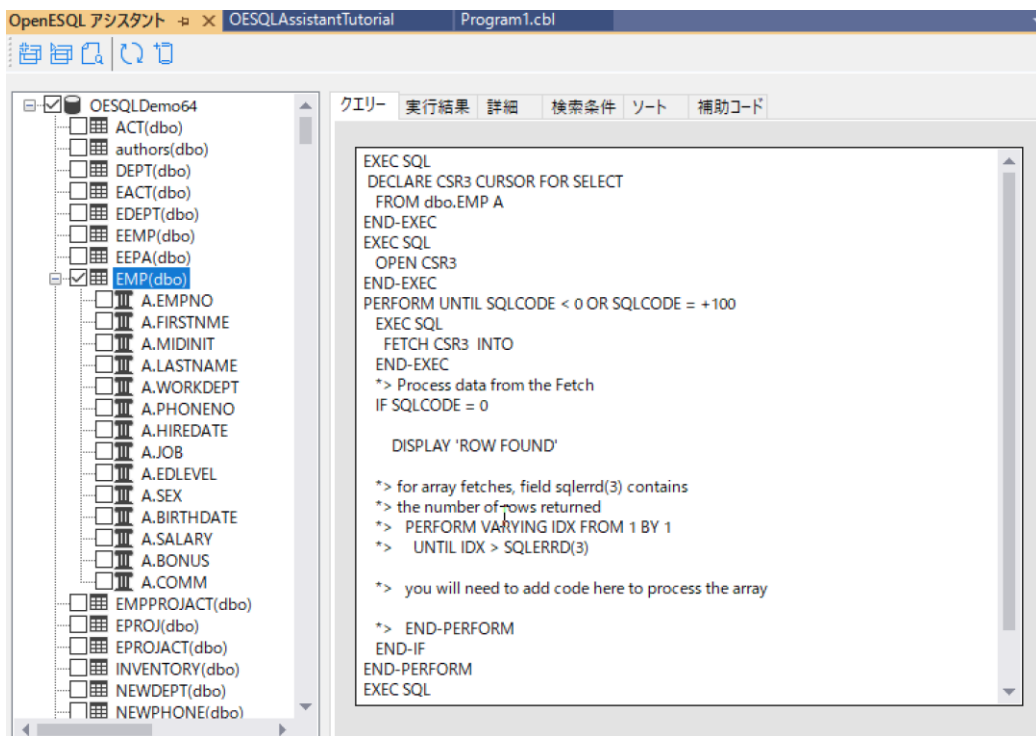 OpenESQL アシスタント
OESQLAssistantTutorial
Program1.cbl
OESQLDemo64
ACT(dbo)
authors(dbo)
DEPT(dbo)
EACT(dbo)
EDEPT(dbo)
EEMP(dbo)
EEPA(dbo)
EMP(dbo)
A.EMPNO
A.FIRSTNME
A.MIDINIT
A.LASTNAME
A.WORKDEPT
A.PHONENO
A.HIREDATE
A.JOB
A.EDLEVEL
A.SEX
A.BIRTHDATE
A.SALARY
A.BONUS
A.COMM
EMPPROJACT(dbo)
EPROJ(dbo)
EPROJACT(dbo)
INVENTORY(dbo)
NEWDEPT(dbo)
NEWPHONE(dbo)
クエリー 実行結果 詳細 検索条件 ソート 補助コード
EXEC SQL
DECLARE CSR3 CURSOR FOR SELECT
FROM dbo.EMP A
END-EXEC
EXEC SQL
OPEN CSR3
END-EXEC
PERFORM UNTIL SQLCODE < 0 OR SQLCODE = +100
EXEC SQL
FETCH CSR3 INTO
END-EXEC
*> Process data from the Fetch
IF SQLCODE = 0
DISPLAY 'ROW FOUND'
*> for array fetches, field sqlerrd(3) contains
*> the number of rows returned
*> PERFORM VARYING IDX FROM 1 BY 1
*> UNTIL IDX > SQLERRD(3)
*> you will need to add code here to process the array
*> END-PERFORM
END-IF
END-PERFORM
EXEC SQL